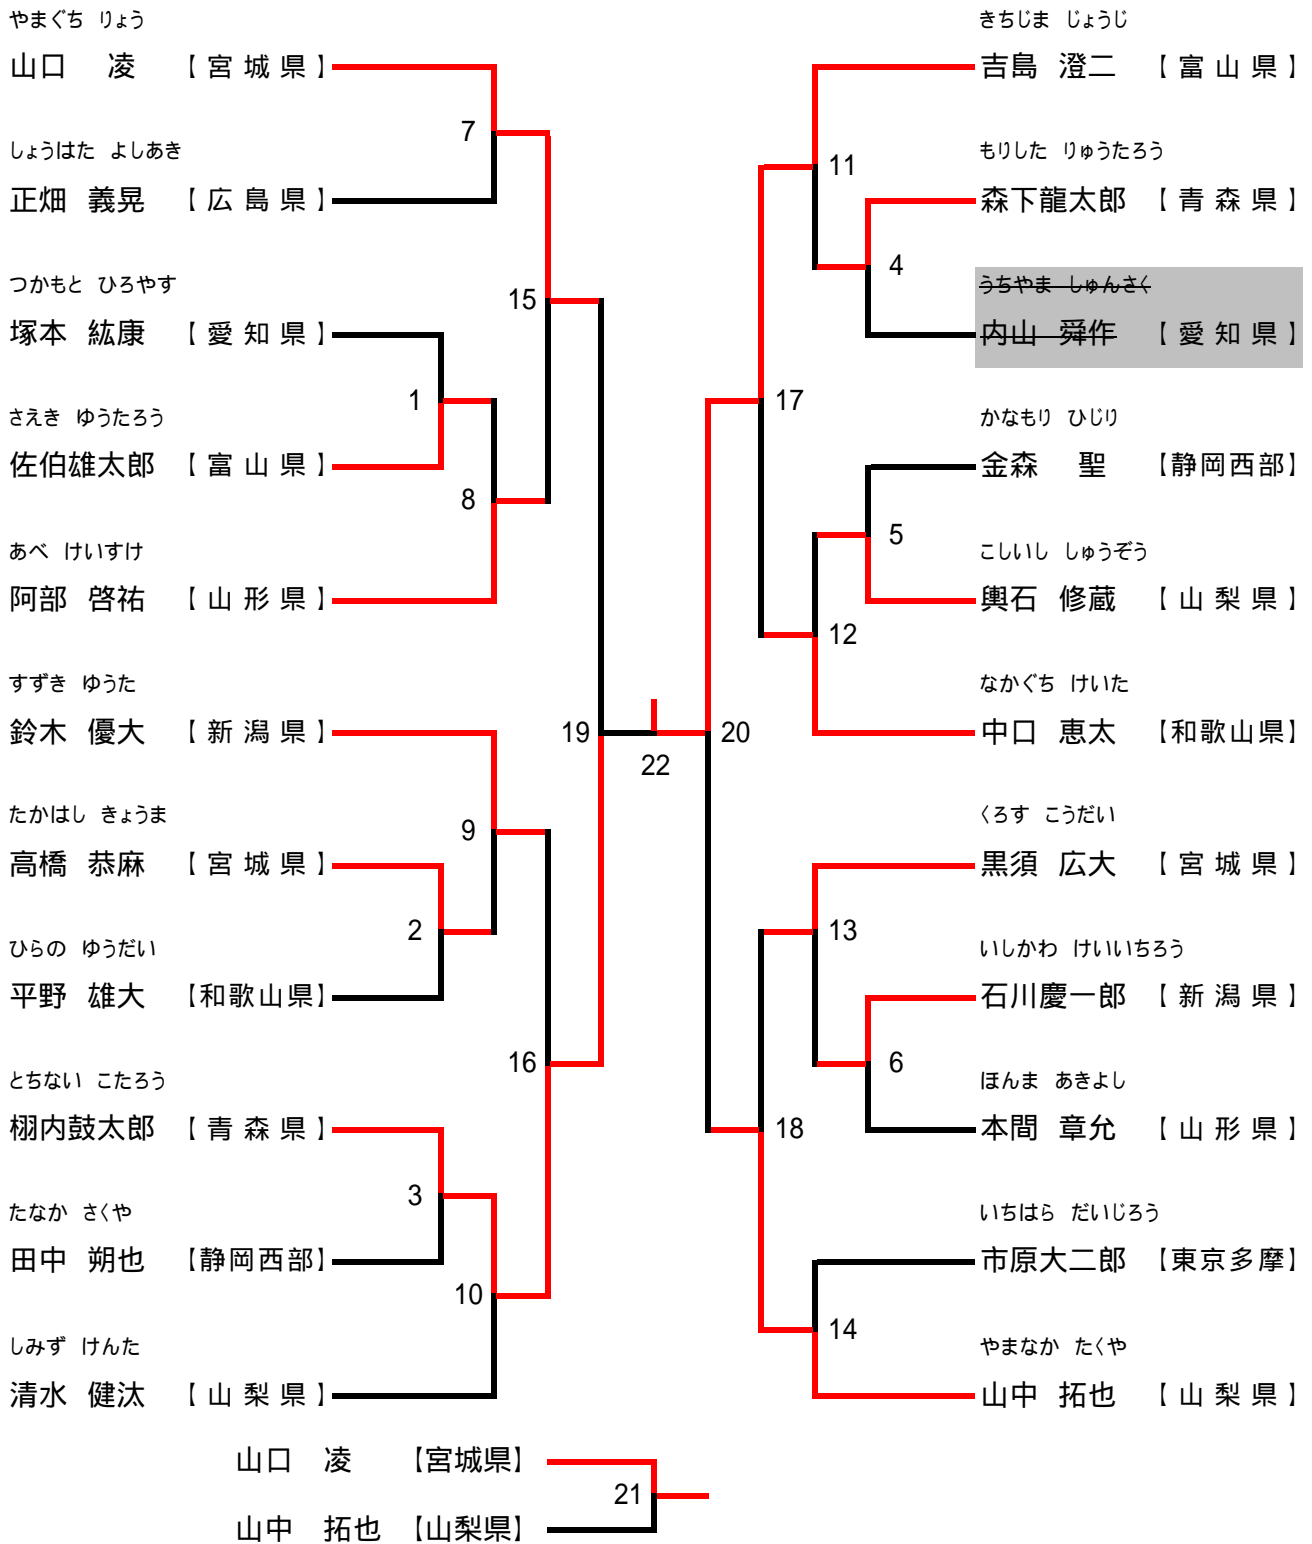 やまぐち りょう
山口 凌 【宮城県】
7
しょうはた よしあき
正畑 義晃 【広島県】
つかもと ひろやす
塚本 紘康 【愛知県】
15
1
さえき ゆうたろう
佐伯雄太郎 【富山県】
8
あべ けいすけ
阿部 啓祐 【山形県】
すずき ゆうた
鈴木 優大 【新潟県】
19
22
たかはし きょうま
高橋 恭麻 【宮城県】
9
2
ひらの ゆうだい
平野 雄大 【和歌山県】
16
とちない こたろう
栩内鼓太郎 【青森県】
3
たなか さくや
田中 朔也 【静岡西部】
10
しみず けんた
清水 健汰 【山梨県】
きちじま じょうじ
吉島 澄二 【富山県】
11
もりした りゅうたろう
森下龍太郎 【青森県】
4
うちやま しゅんさく
内山 舜作 【愛知県】
17
かなもり ひじり
金森 聖 【静岡西部】
5
こしいし しゅうぞう
輿石 修蔵 【山梨県】
12
なかぐち けいた
中口 恵太 【和歌山県】
20
くろす こうだい
黒須 広大 【宮城県】
13
いしかわ けいいちろう
石川慶一郎 【新潟県】
6
ほんま あきよし
本間 章允 【山形県】
18
いちはら だいじろう
市原大二郎 【東京多摩】
14
やまなか たくや
山中 拓也 【山梨県】
山口 凌 【宮城県】
21
山中 拓也 【山梨県】